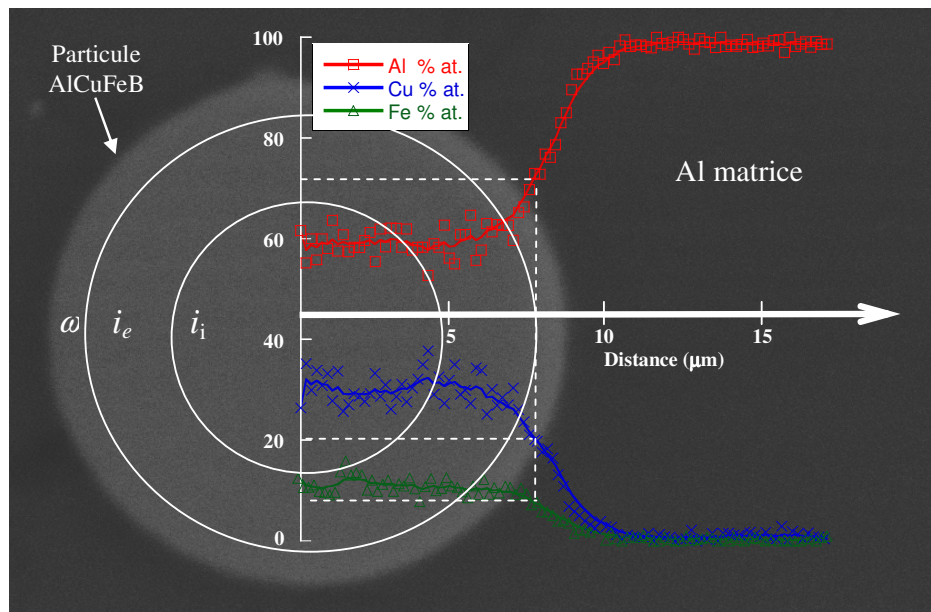 Particule
AlCuFeB
100
80
60
40
20
0
Al % at.
Cu % at.
Fe % at.
Al matrice
ω
i_e
i_i
5
10
15
Distance (μm)